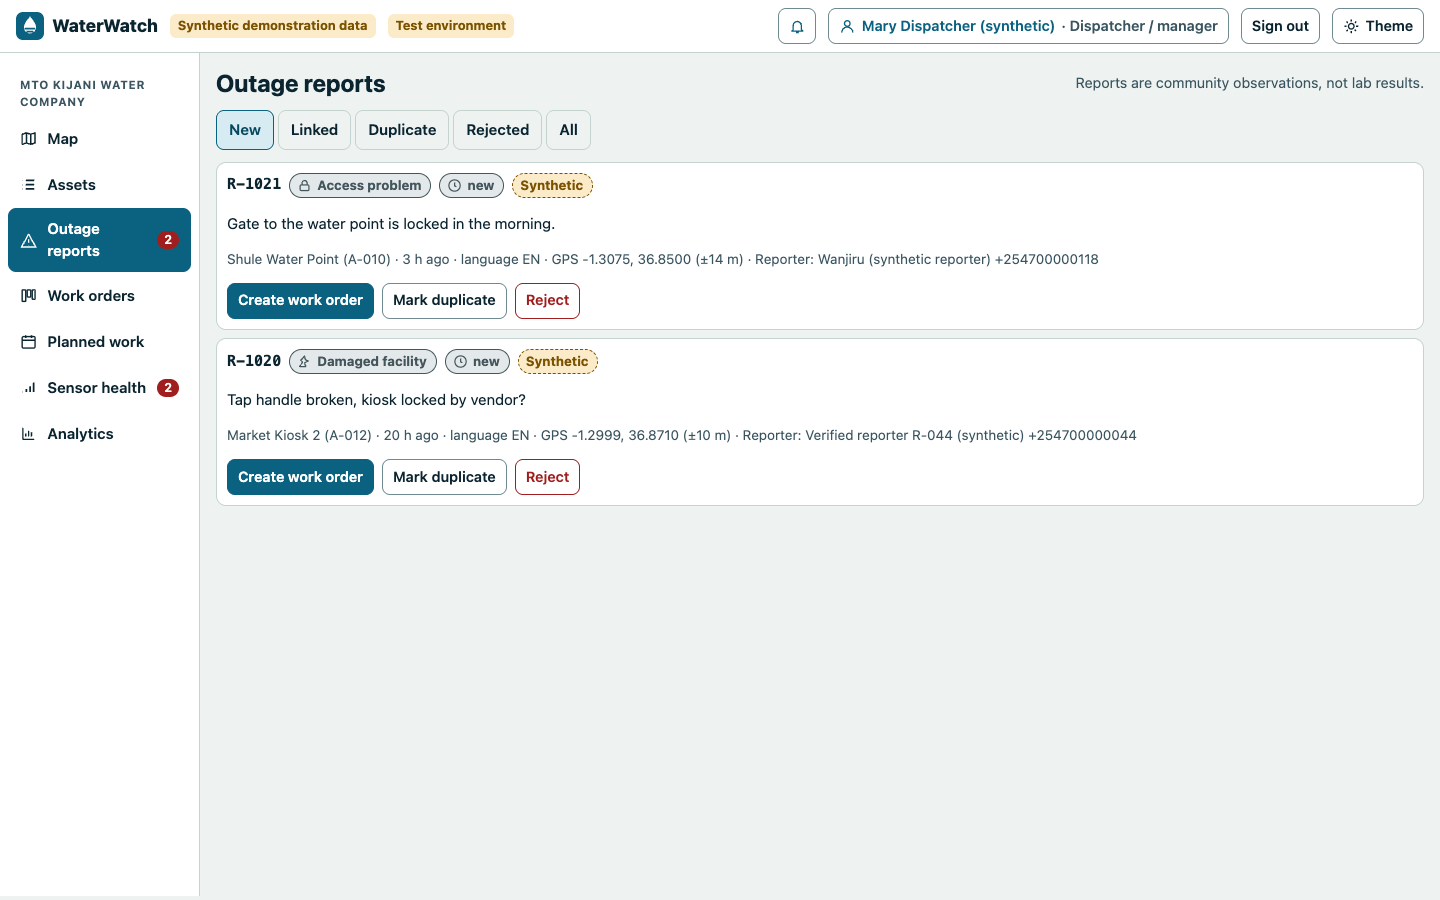 WaterWatch
Synthetic demonstration data
Test environment
Mary Dispatcher (synthetic) · Dispatcher / manager
Sign out
Theme
MTO KIJANI WATER
COMPANY
Map
Assets
Outage
reports
2
Work orders
Planned work
Sensor health
2
Analytics
Outage reports
Reports are community observations, not lab results.
New
Linked
Duplicate
Rejected
All
R-1021
Access problem
new
Synthetic
Gate to the water point is locked in the morning.
Shule Water Point (A-010) · 3 h ago · language EN · GPS -1.3075, 36.8500 (±14 m) · Reporter: Wanjiru (synthetic reporter) +254700000118
Create work order
Mark duplicate
Reject
R-1020
Damaged facility
new
Synthetic
Tap handle broken, kiosk locked by vendor?
Market Kiosk 2 (A-012) · 20 h ago · language EN · GPS -1.2999, 36.8710 (±10 m) · Reporter: Verified reporter R-044 (synthetic) +254700000044
Create work order
Mark duplicate
Reject